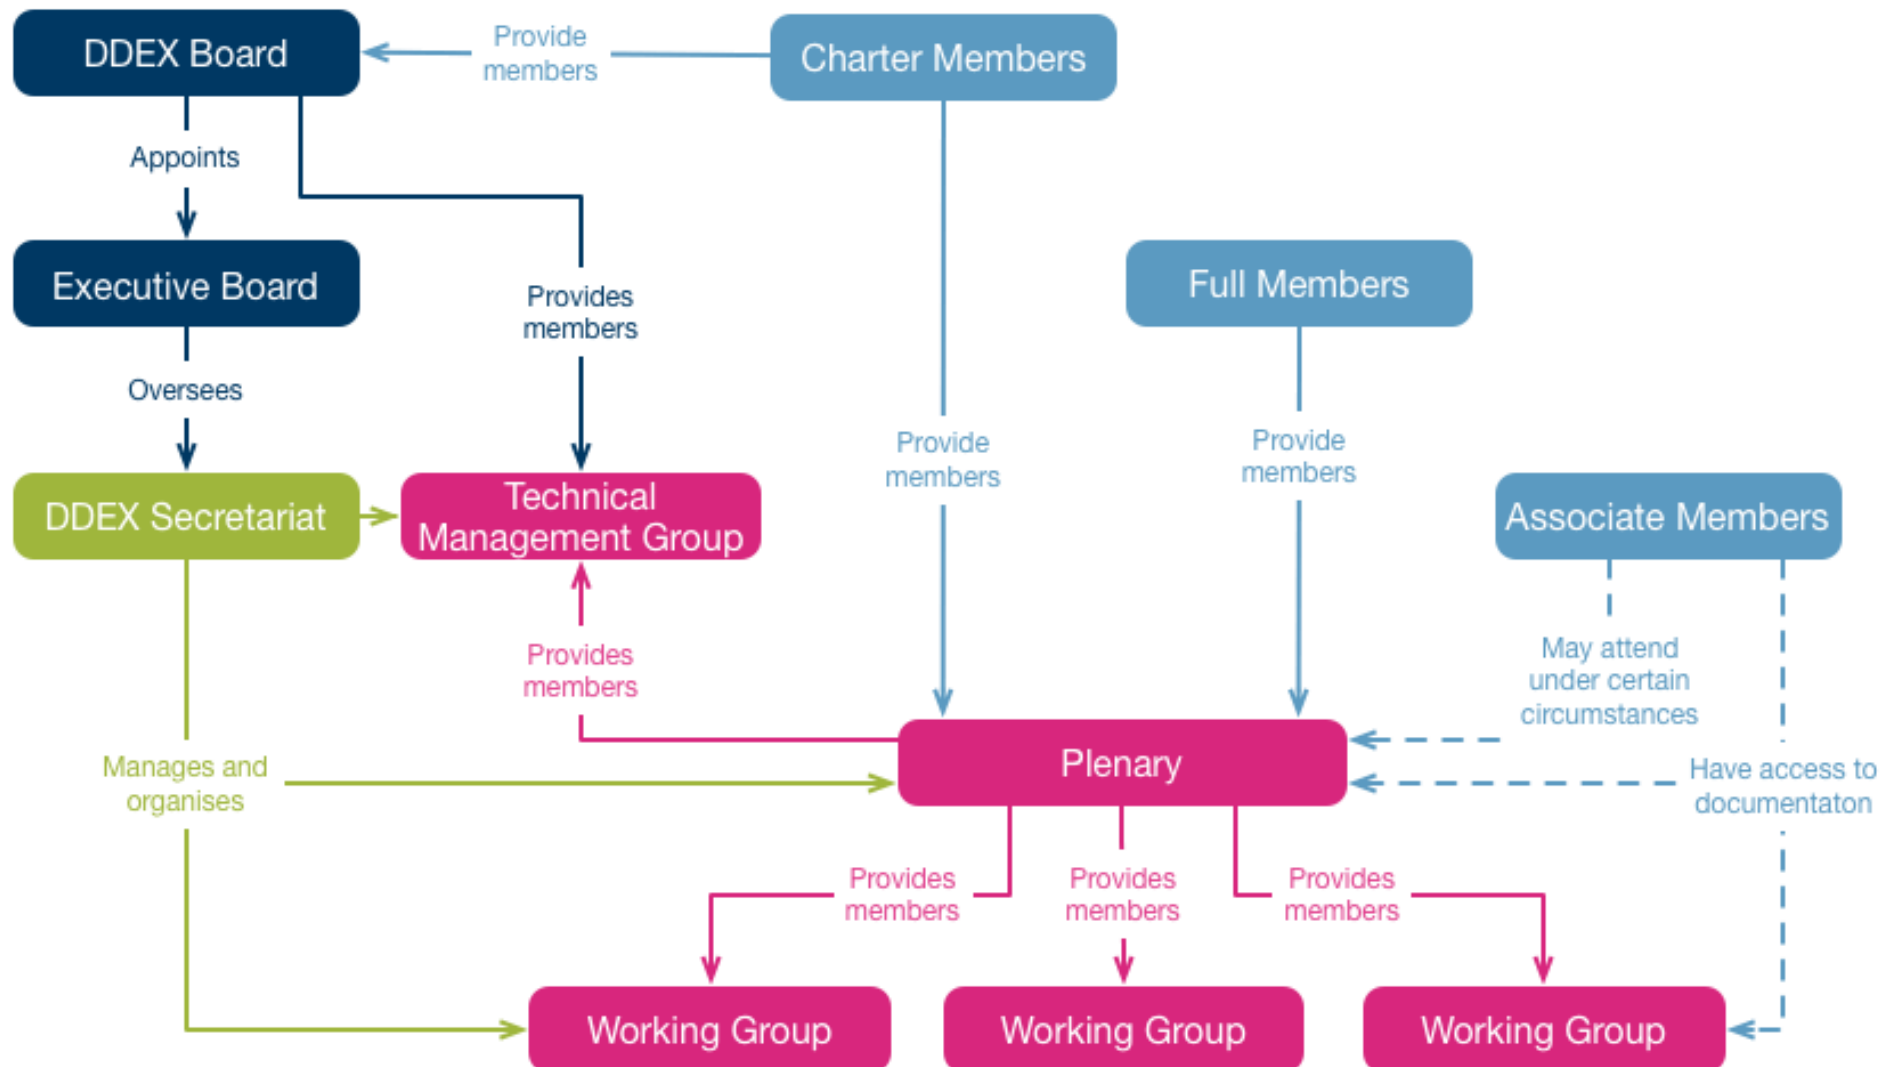 DDEX Board
Provide
members
Charter Members
Appoints
Executive Board
Provides
members
Full Members
Oversees
Provide
members
Provide
members
DDEX Secretariat
Technical
Management Group
Associate Members
Provides
members
May attend
under certain
circumstances
Manages and
organises
Plenary
Have access to
documentaton
Provides
members
Provides
members
Provides
members
Working Group
Working Group
Working Group